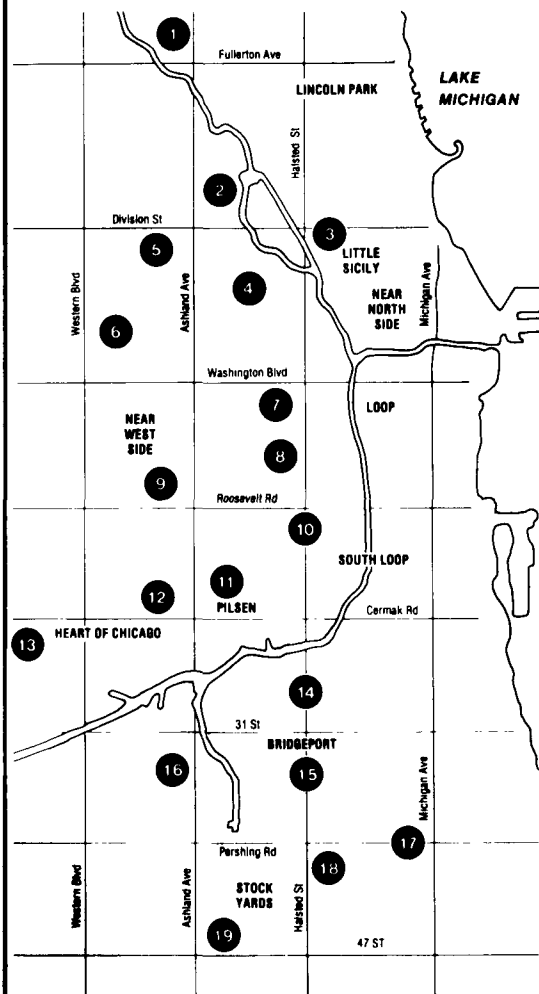 1
Fullerton Ave
LINCOLN PARK
LAKE
MICHIGAN
Halsted St
2
Division St
3
5
LITTLE
SICILY
4
NEAR
NORTH
SIDE
Western Blvd
Ashland Ave
Michigan Ave
6
Washington Blvd
7
LOOP
NEAR
WEST
SIDE
8
9
Roosevelt Rd
10
SOUTH LOOP
11
12
PILSEN
Cermak Rd
13
HEART OF CHICAGO
14
31 St
BRIDGEPORT
16
15
Michigan Ave
17
Pershing Rd
18
Western Blvd
Ashland Ave
STOCK
YARDS
Halsted St
19
47 ST